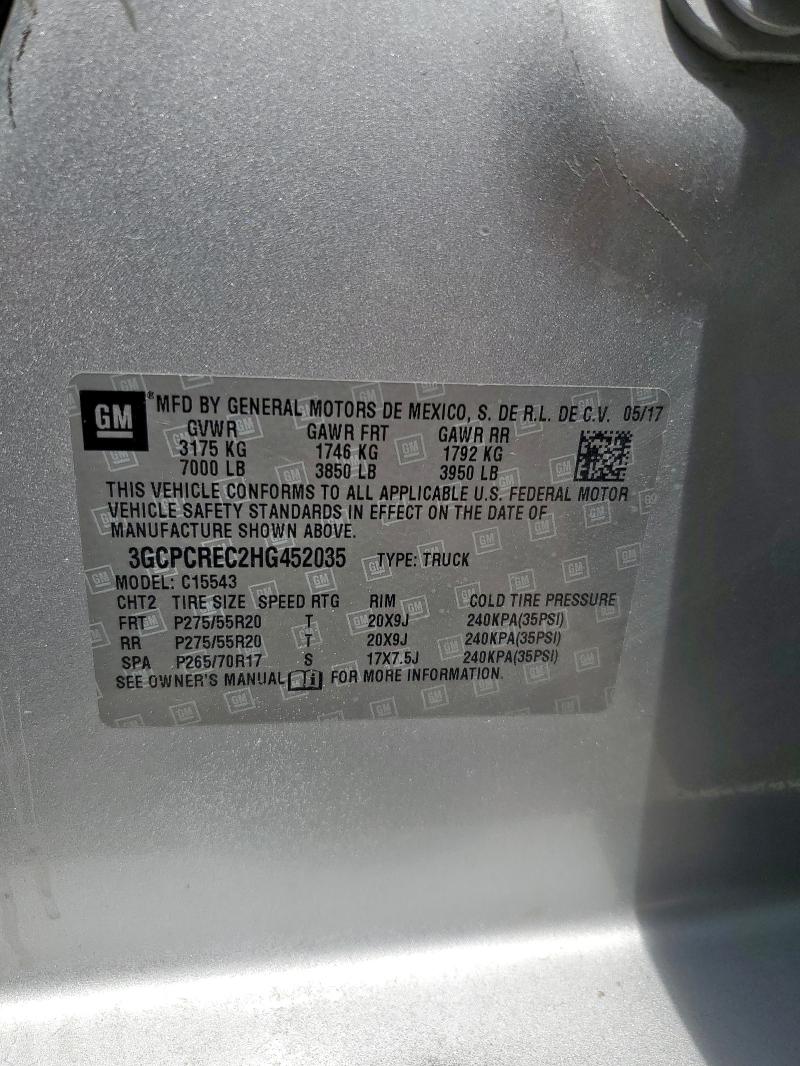 GM ® MFD BY GENERAL MOTORS DE MEXICO, S. DE R.L. DE C.V. 05/17
GVWR GAWR FRT GAWR RR
3175 KG 1746 KG 1792 KG
7000 LB 3850 LB 3950 LB
THIS VEHICLE CONFORMS TO ALL APPLICABLE U.S. FEDERAL MOTOR
VEHICLE SAFETY STANDARDS IN EFFECT ON THE DATE OF
MANUFACTURE SHOWN ABOVE.
3GCPCREC2HG452035 TYPE: TRUCK
MODEL: C15543
CHT2 TIRE SIZE SPEED RTG RIM COLD TIRE PRESSURE
FRT P275/55R20 T 20X9J 240KPA(35PSI)
RR P275/55R20 T 20X9J 240KPA(35PSI)
SPA P265/70R17 S 17X7.5J 240KPA(35PSI)
SEE OWNER'S MANUAL FOR MORE INFORMATION.